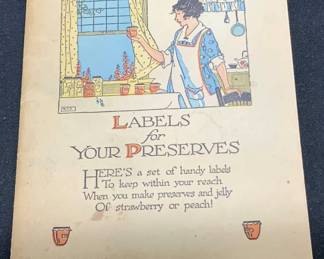 LABELS
for
YOUR PRESERVES
HERE'S a set of handy labels
To keep within your reach
When you make preserves and jelly
Of strawberry or peach!